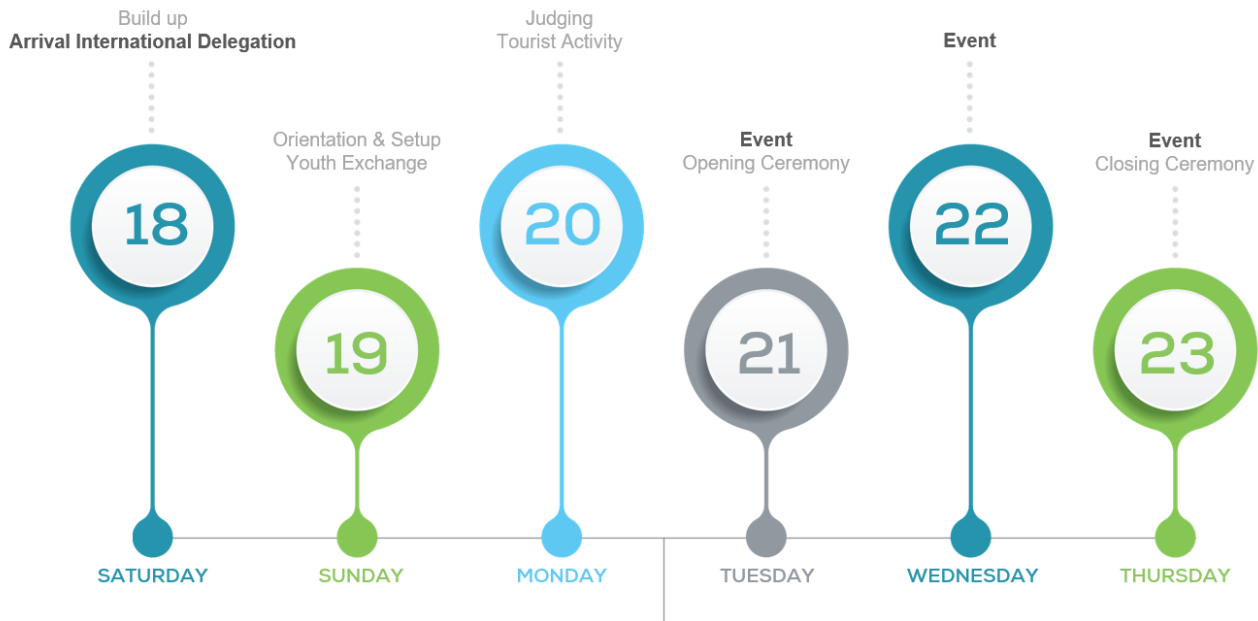 Build up
Arrival International Delegation
18
SATURDAY
Orientation & Setup
Youth Exchange
19
SUNDAY
Judging
Tourist Activity
20
MONDAY
Event
Opening Ceremony
21
TUESDAY
Event
22
WEDNESDAY
Event
Closing Ceremony
23
THURSDAY